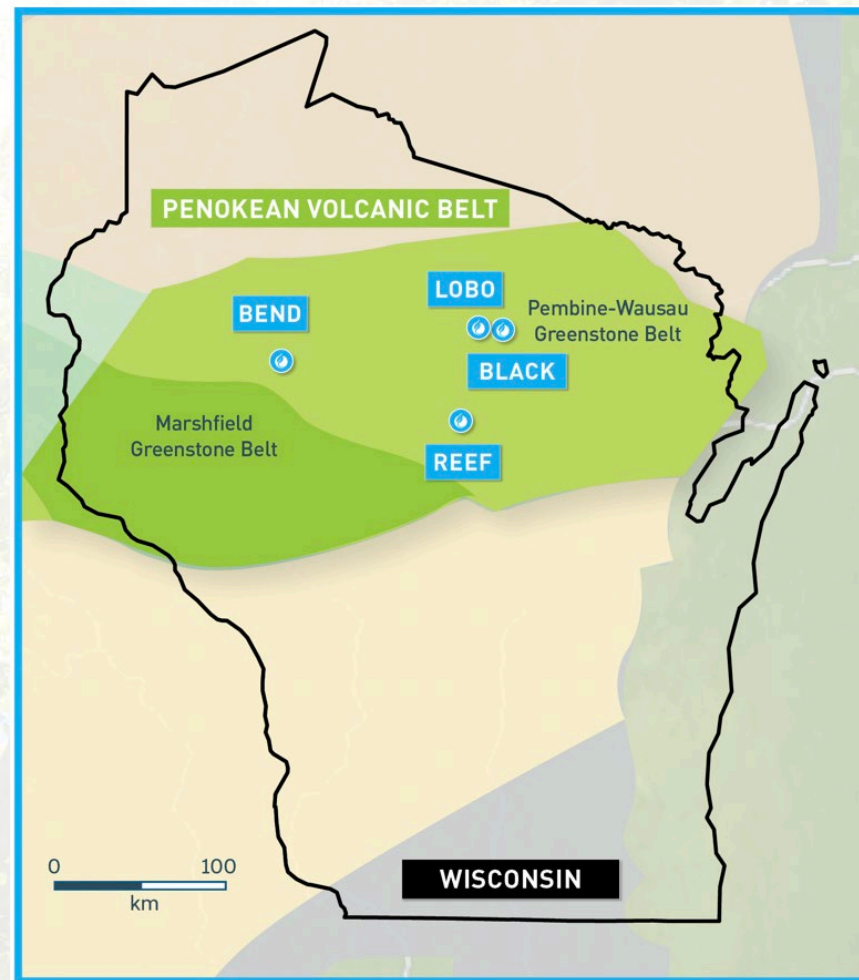 PENOKEAN VOLCANIC BELT
LOBO
BEND
Pembine-Wausau
Greenstone Belt
BLACK
Marshfield
Greenstone Belt
REEF
0 100
km
WISCONSIN